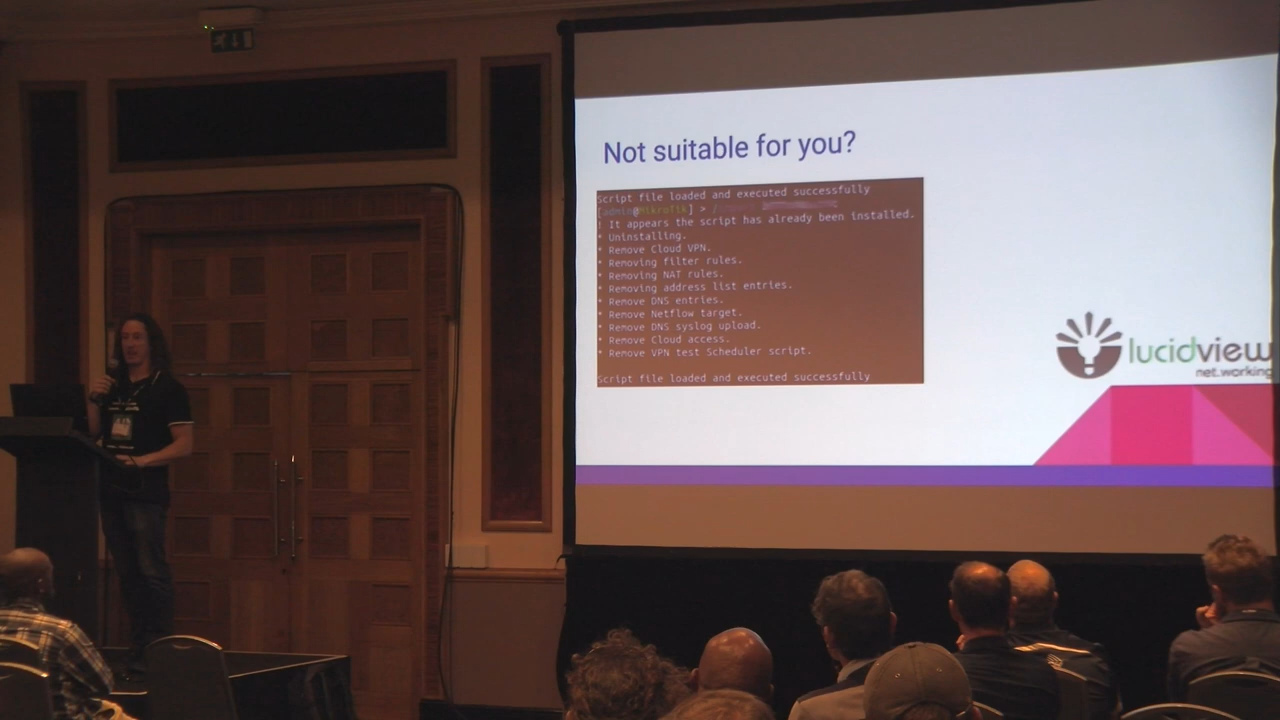 Not suitable for you?
Script file loaded and executed successfully
[admin@MikroTik] > /
! It appears the script has already been installed.
* Uninstalling.
* Remove Cloud VPN.
* Removing filter rules.
* Removing NAT rules.
* Removing address list entries.
* Remove DNS entries.
* Remove Netflow target.
* Remove DNS syslog upload.
* Remove Cloud access.
* Remove VPN test Scheduler script.
Script file loaded and executed successfully
lucidview
net.working